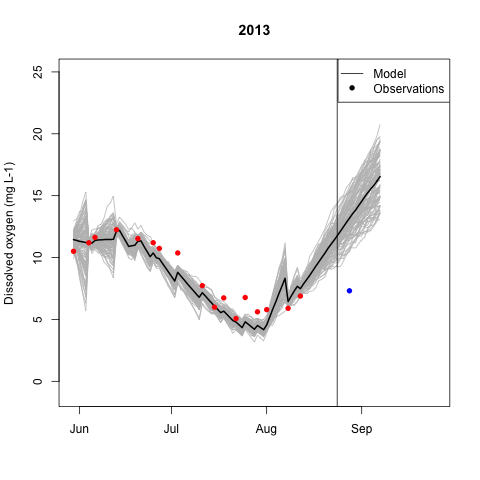 2013
Model
Observations
Dissolved oxygen (mg L-1)
25
20
15
10
5
0
Jun
Jul
Aug
Sep